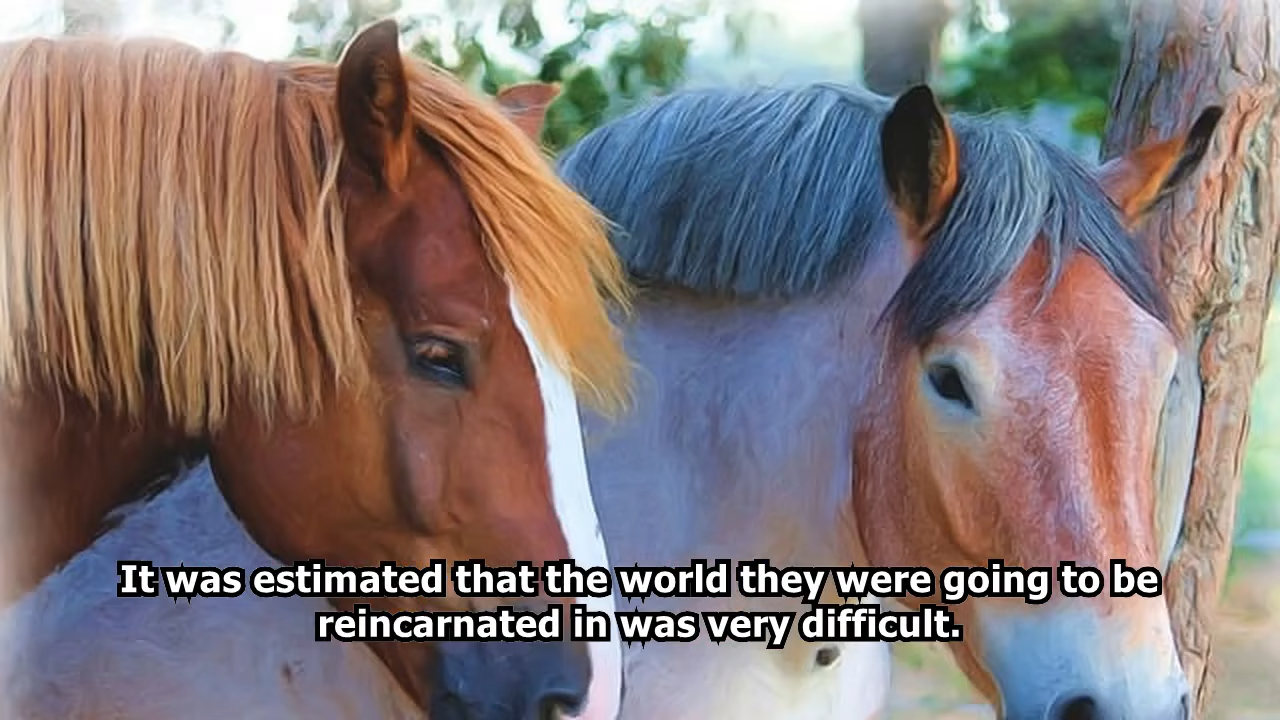 It was estimated that the world they were going to be
reincarnated in was very difficult.